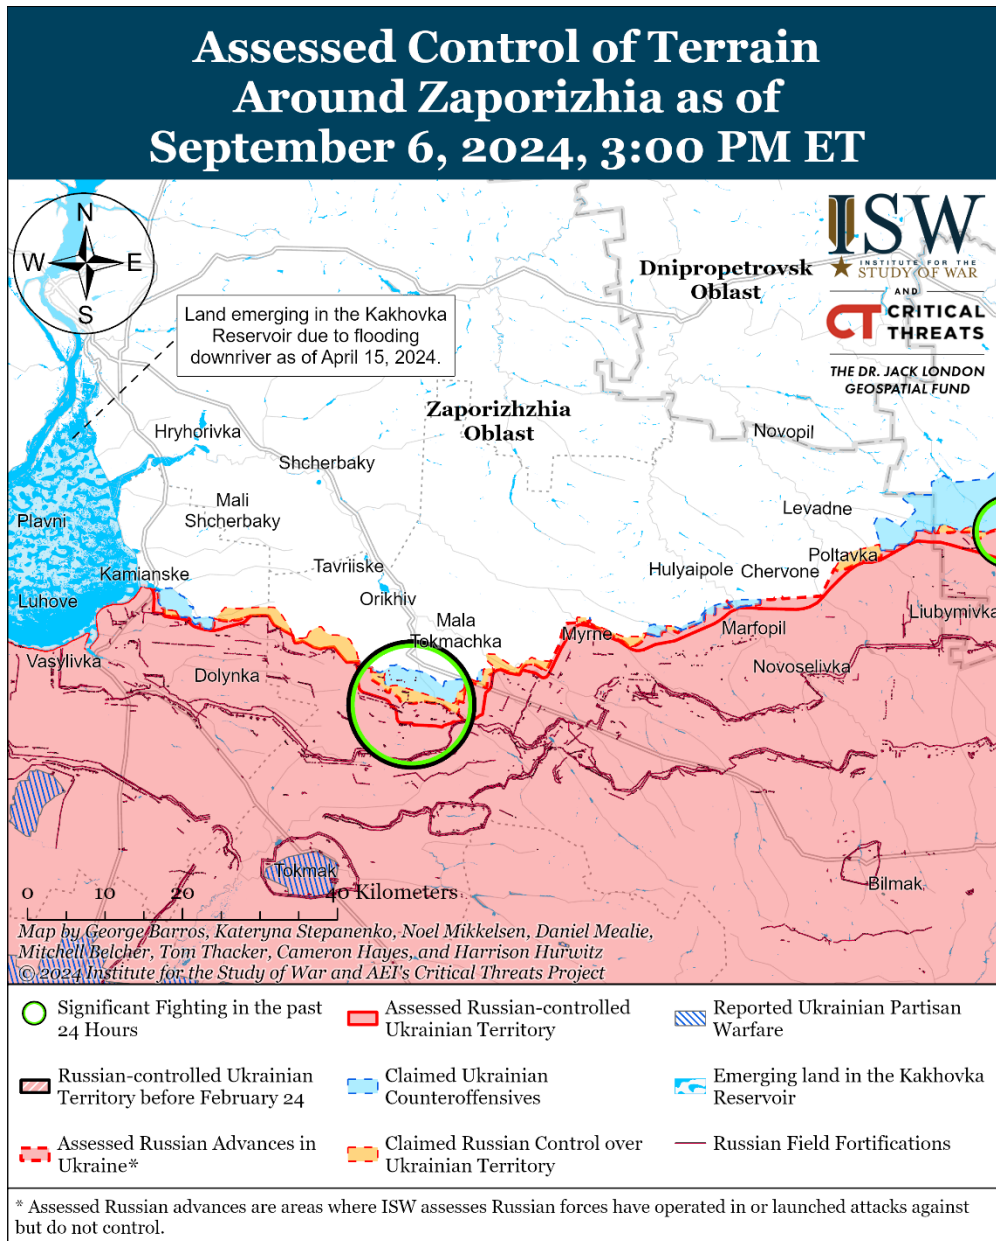 Assessed Control of Terrain
Around Zaporizhia as of
September 6, 2024, 3:00 PM ET
N
W E
S
ISW
INSTITUTE FOR THE
STUDY OF WAR
AND
CT CRITICAL
THREATS
THE DR. JACK LONDON
GEOSPATIAL FUND
Dnipropetrovsk
Oblast
Land emerging in the Kakhovka
Reservoir due to flooding
downriver as of April 15, 2024.
Zaporizhzhia
Oblast
Hryhorivka
Novopil
Shcherbaky
Mali
Shcherbaky
Levadne
Plavni
Poltavka
Tavriiske
Kamianske
Hulyaipole
Chervone
Orikhiv
Luhove
Liubymivka
Mala
Tokmachka
Myrne
Marfopil
Vasylivka
Dolynka
Novoselivka
Tokmak
Bilmak
0 10 20 40 Kilometers
Map by George Barros, Kateryna Stepanenko, Noel Mikkelsen, Daniel Mealie,
Mitchell Belcher, Tom Thacker, Cameron Hayes, and Harrison Hurwitz
© 2024 Institute for the Study of War and AEI's Critical Threats Project
Significant Fighting in the past
24 Hours
Russian-controlled Ukrainian
Territory before February 24
Assessed Russian Advances in
Ukraine*
Assessed Russian-controlled
Ukrainian Territory
Claimed Ukrainian
Counteroffensives
Claimed Russian Control over
Ukrainian Territory
Reported Ukrainian Partisan
Warfare
Emerging land in the Kakhovka
Reservoir
Russian Field Fortifications
* Assessed Russian advances are areas where ISW assesses Russian forces have operated in or launched attacks against
but do not control.